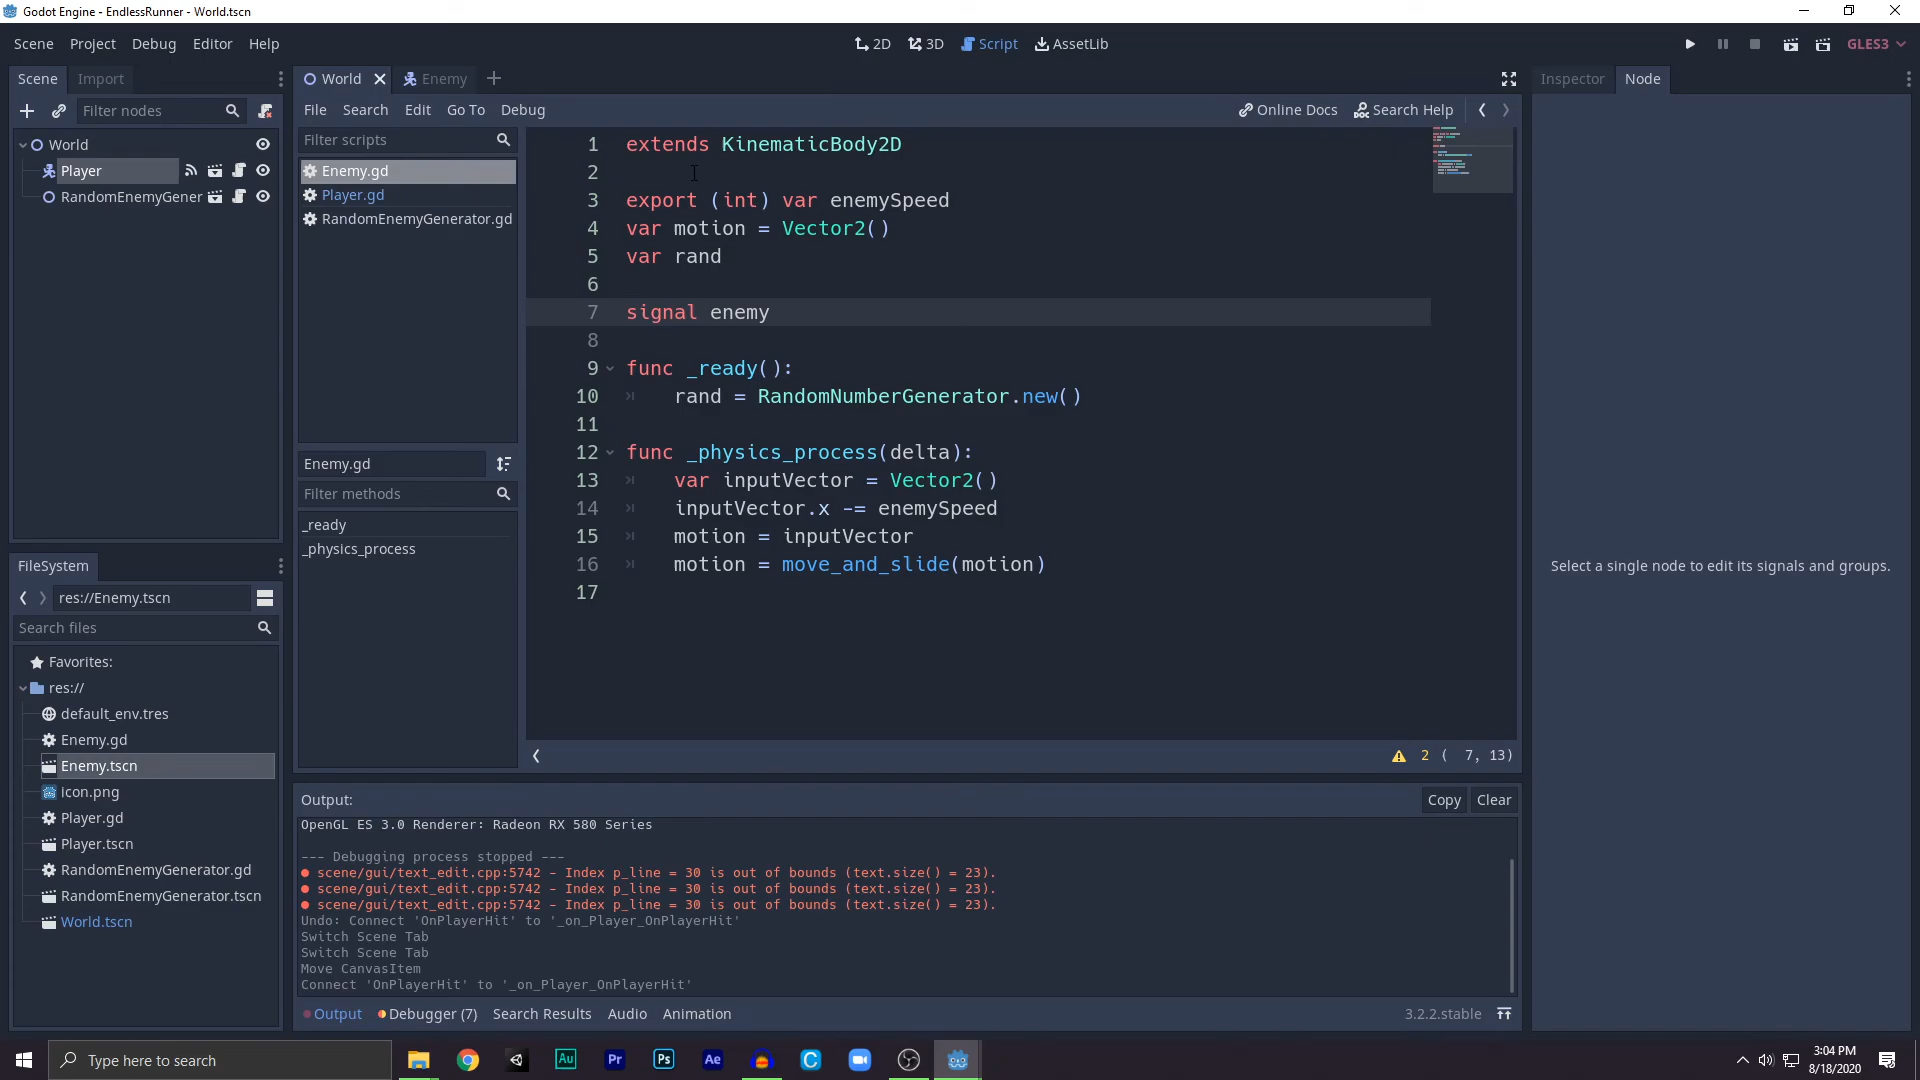 Godot Engine - EndlessRunner - World.tscn
Scene Project Debug Editor Help
2D 3D Script AssetLib
GLES3
Scene Import
Filter nodes
World
Player
RandomEnemyGener
World Enemy
File Search Edit Go To Debug
Online Docs Search Help
Filter scripts
Enemy.gd
Player.gd
RandomEnemyGenerator.gd
Enemy.gd
Filter methods
_ready
_physics_process
1 extends KinematicBody2D
2
3 export (int) var enemySpeed
4 var motion = Vector2()
5 var rand
6
7 signal enemy
8
9 func _ready():
10 rand = RandomNumberGenerator.new()
11
12 func _physics_process(delta):
13 var inputVector = Vector2()
14 inputVector.x -= enemySpeed
15 motion = inputVector
16 motion = move_and_slide(motion)
17
2 ( 7, 13)
Inspector Node
Select a single node to edit its signals and groups.
FileSystem
res://Enemy.tscn
Search files
Favorites:
res://
default_env.tres
Enemy.gd
Enemy.tscn
icon.png
Player.gd
Player.tscn
RandomEnemyGenerator.gd
RandomEnemyGenerator.tscn
World.tscn
Output:
Copy Clear
OpenGL ES 3.0 Renderer: Radeon RX 580 Series
--- Debugging process stopped ---
scene/gui/text_edit.cpp:5742 - Index p_line = 30 is out of bounds (text.size() = 23).
scene/gui/text_edit.cpp:5742 - Index p_line = 30 is out of bounds (text.size() = 23).
scene/gui/text_edit.cpp:5742 - Index p_line = 30 is out of bounds (text.size() = 23).
Undo: Connect 'OnPlayerHit' to '_on_Player_OnPlayerHit'
Switch Scene Tab
Switch Scene Tab
Move CanvasItem
Connect 'OnPlayerHit' to '_on_Player_OnPlayerHit'
Output Debugger (7) Search Results Audio Animation
3.2.2.stable
Type here to search
Au Pr Ps Ae C
3:04 PM
8/18/2020